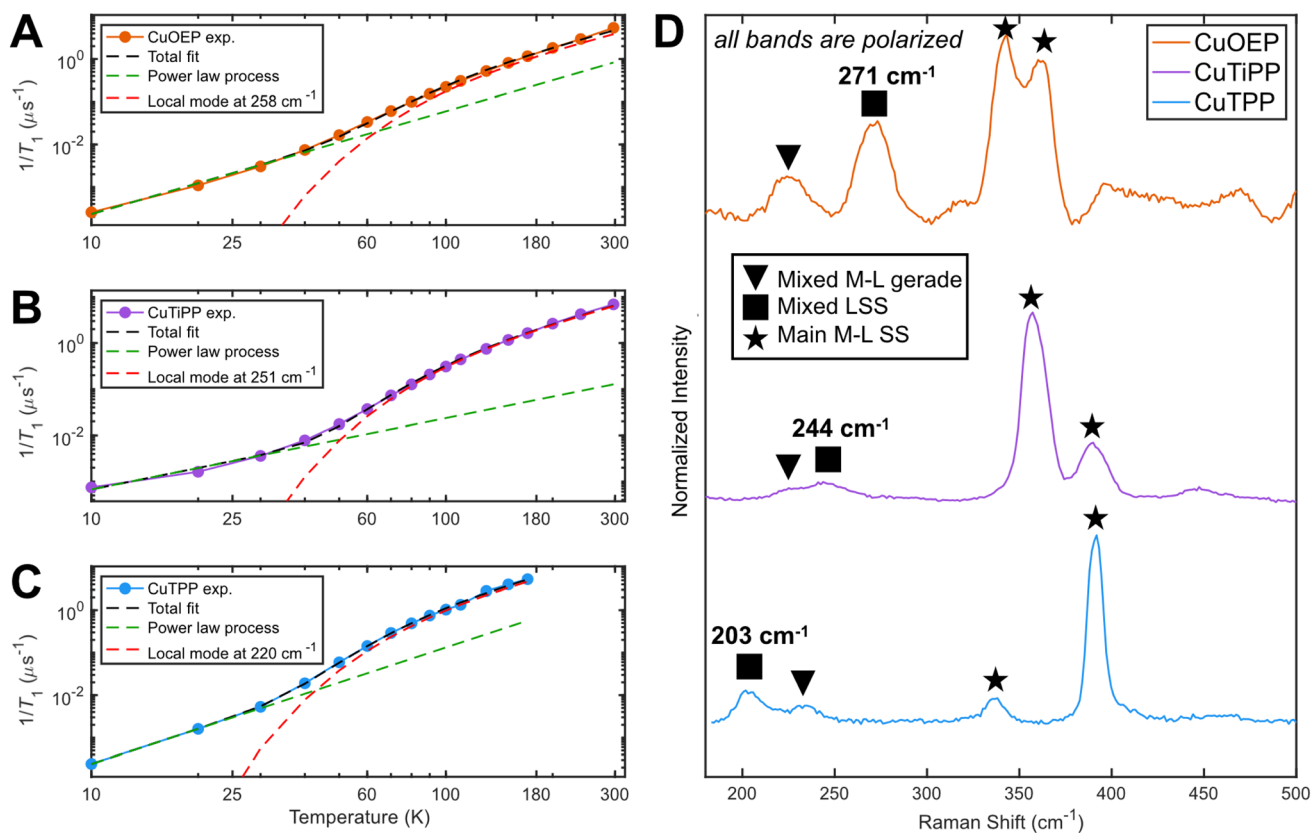 A
CuOEP exp.
Total fit
Power law process
Local mode at 258 cm⁻¹
1/T₁ (μs⁻¹)
10⁰
10⁻²
10
25
60
100
180
300
B
CuTiPP exp.
Total fit
Power law process
Local mode at 251 cm⁻¹
1/T₁ (μs⁻¹)
10⁰
10⁻²
10
25
60
100
180
300
C
CuTPP exp.
Total fit
Power law process
Local mode at 220 cm⁻¹
1/T₁ (μs⁻¹)
10⁰
10⁻²
10
25
60
100
180
300
Temperature (K)
D
all bands are polarized
CuOEP
CuTiPP
CuTPP
271 cm⁻¹
Mixed M-L gerade
Mixed LSS
Main M-L SS
244 cm⁻¹
203 cm⁻¹
Normalized Intensity
200
250
300
350
400
450
500
Raman Shift (cm⁻¹)